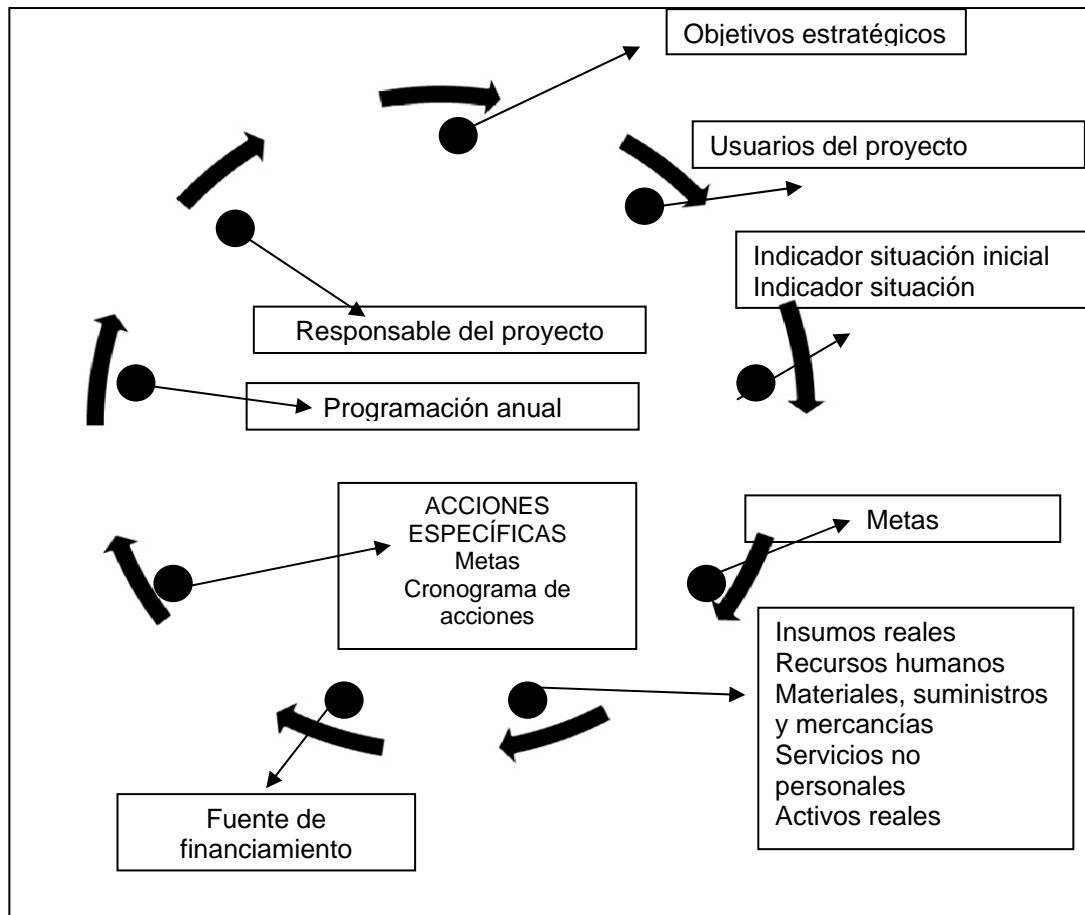 Objetivos estratégicos
Usuarios del proyecto
Indicador situación inicial
Indicador situación
Responsable del proyecto
Programación anual
ACCIONES
ESPECÍFICAS
Metas
Cronograma de
acciones
Metas
Insumos reales
Recursos humanos
Materiales, suministros
y mercancías
Servicios no
personales
Activos reales
Fuente de
financiamiento